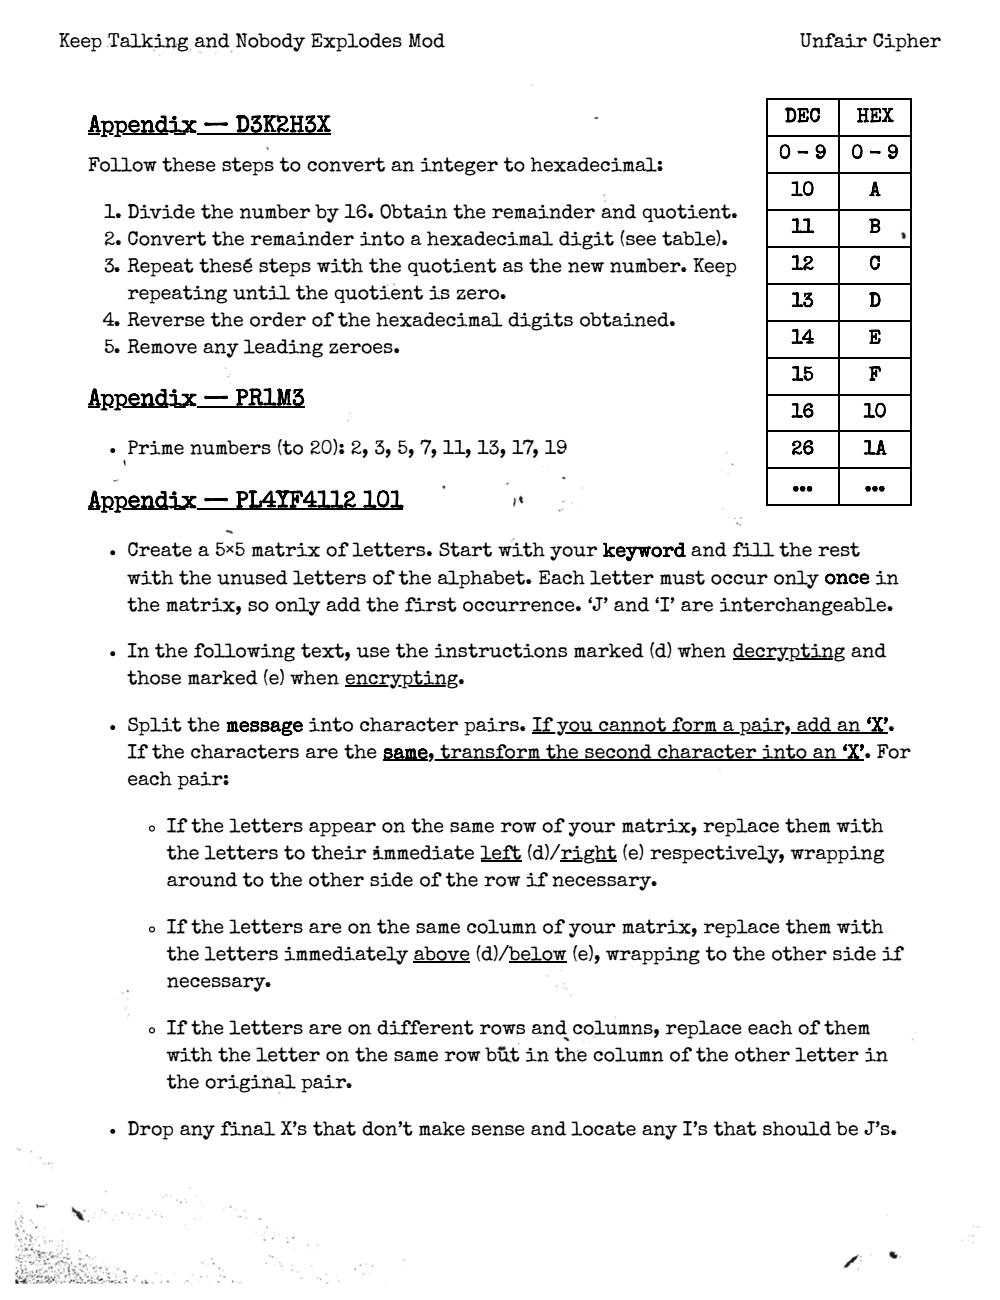 Keep Talking and Nobody Explodes Mod
Unfair Cipher
Appendix — D3K2H3X
Follow these steps to convert an integer to hexadecimal:
1. Divide the number by 16. Obtain the remainder and quotient.
2. Convert the remainder into a hexadecimal digit (see table).
3. Repeat these steps with the quotient as the new number. Keep
repeating until the quotient is zero.
4. Reverse the order of the hexadecimal digits obtained.
5. Remove any leading zeroes.
DEC HEX
0 – 9 0 – 9
10 A
11 B
12 C
13 D
14 E
15 F
16 10
26 1A
... ...
Appendix — PR1M3
• Prime numbers (to 20): 2, 3, 5, 7, 11, 13, 17, 19
Appendix — PL4YF4112 101
• Create a 5×5 matrix of letters. Start with your keyword and fill the rest
with the unused letters of the alphabet. Each letter must occur only once in
the matrix, so only add the first occurrence. ‘J’ and ‘I’ are interchangeable.
• In the following text, use the instructions marked (d) when decrypting and
those marked (e) when encrypting.
• Split the message into character pairs. If you cannot form a pair, add an ‘X’.
If the characters are the same, transform the second character into an ‘X’. For
each pair:
◦ If the letters appear on the same row of your matrix, replace them with
the letters to their immediate left (d)/right (e) respectively, wrapping
around to the other side of the row if necessary.
◦ If the letters are on the same column of your matrix, replace them with
the letters immediately above (d)/below (e), wrapping to the other side if
necessary.
◦ If the letters are on different rows and columns, replace each of them
with the letter on the same row but in the column of the other letter in
the original pair.
• Drop any final X’s that don’t make sense and locate any I’s that should be J’s.